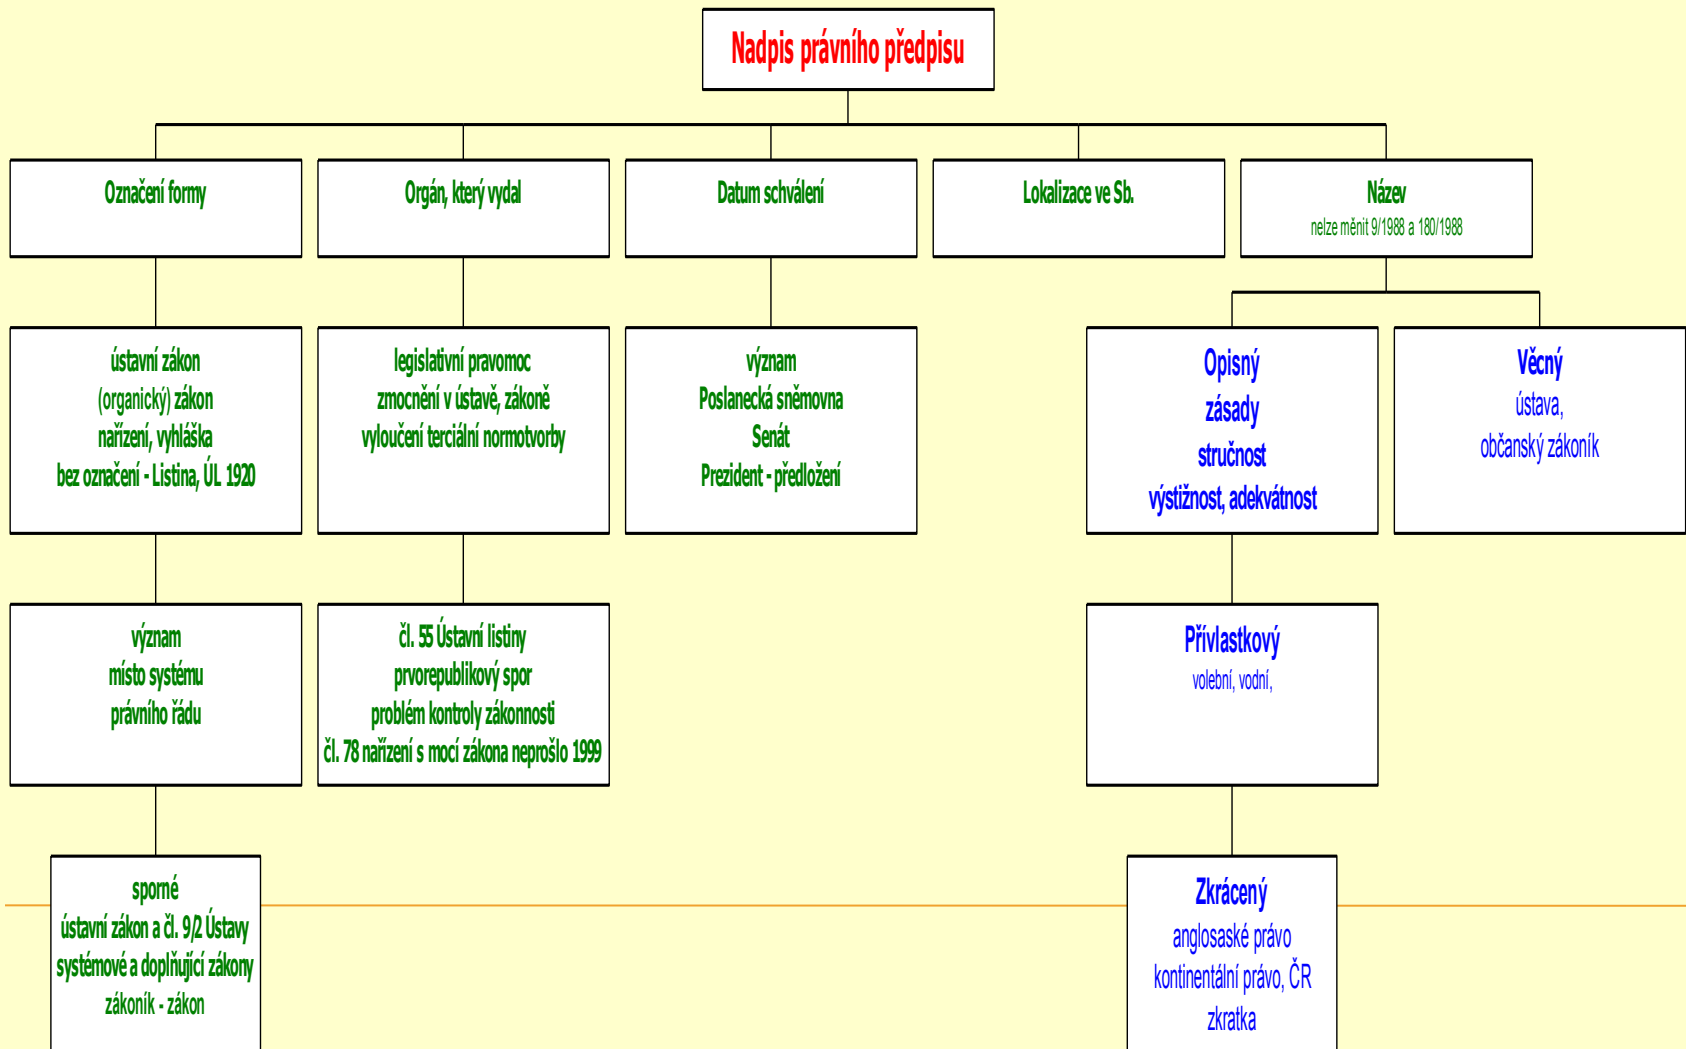 Nadpis právního předpisu
Označení formy
Orgán, který vydal
Datum schválení
Lokalizace ve Sb.
Název
nelze měnit 9/1988 a 180/1988
ústavní zákon
(organický) zákon
nařízení, vyhláška
bez označení - Listina, ÚL 1920
legislativní pravomoc
zmocnění v ústavě, zákoně
vyloučení terciální normotvorby
význam
Poslanecká sněmovna
Senát
Prezident - předložení
Opisný
zásady
stručnost
výstižnost, adekvátnost
Věcný
ústava,
občanský zákoník
význam
místo systému
právního řádu
čl. 55 Ústavní listiny
prvorepublikový spor
problém kontroly zákonnosti
čl. 78 nařízení s mocí zákona neprošlo 1999
Přívlastkový
volební, vodní,
sporné
ústavní zákon a čl. 9/2 Ústavy
systémové a doplňující zákony
zákoník - zákon
Zkrácený
anglosaské právo
kontinentální právo, ČR
zkratka